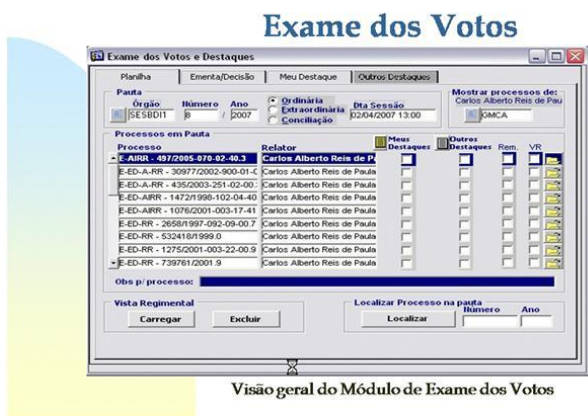 Exame dos Votos
Exame dos Votos e Destaques
Planilha Ementa/Decisão Meu Destaque Outros Destaques
Pauta
Órgão Número Ano
SESBDI1 8 / 2007
Ordinária
Extraordinária
Conciliação
Dta Sessão
02/04/2007 13:00
Mostrar processos de:
Carlos Alberto Reis de Pau
GMCA
Processos em Pauta
Processo Relator Meus Destaques Outros Destaques Rem. VR
E-AIRR - 497/2005-070-02-40.3 Carlos Alberto Reis de P
E-ED-A-RR - 30977/2002-900-01-0 Carlos Alberto Reis de Paula
E-ED-A-RR - 435/2003-251-02-00. Carlos Alberto Reis de Paula
E-ED-AIRR - 1472/1998-102-04-40 Carlos Alberto Reis de Paula
E-ED-AIRR - 1076/2001-003-17-41 Carlos Alberto Reis de Paula
E-ED-RR - 2658/1997-092-09-00.7 Carlos Alberto Reis de Paula
E-ED-RR - 532418/1999.0 Carlos Alberto Reis de Paula
E-ED-RR - 1275/2001-003-22-00.9 Carlos Alberto Reis de Paula
E-ED-RR - 739761/2001.9 Carlos Alberto Reis de Paula
Obs p/ processo:
Vista Regimental
Carregar Excluir
Localizar Processo na pauta
Localizar
Número Ano
Visão geral do Módulo de Exame dos Votos